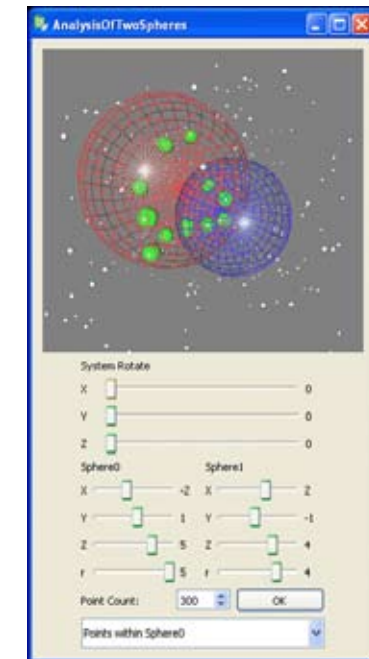 AnalysisOfTwoSpheres
System Rotate
X 0
Y 0
Z 0
Sphere0 Sphere1
X -2 X 2
Y 1 Y -1
Z 5 Z 4
r 5 r 4
Point Count: 300 OK
Points within Sphere0